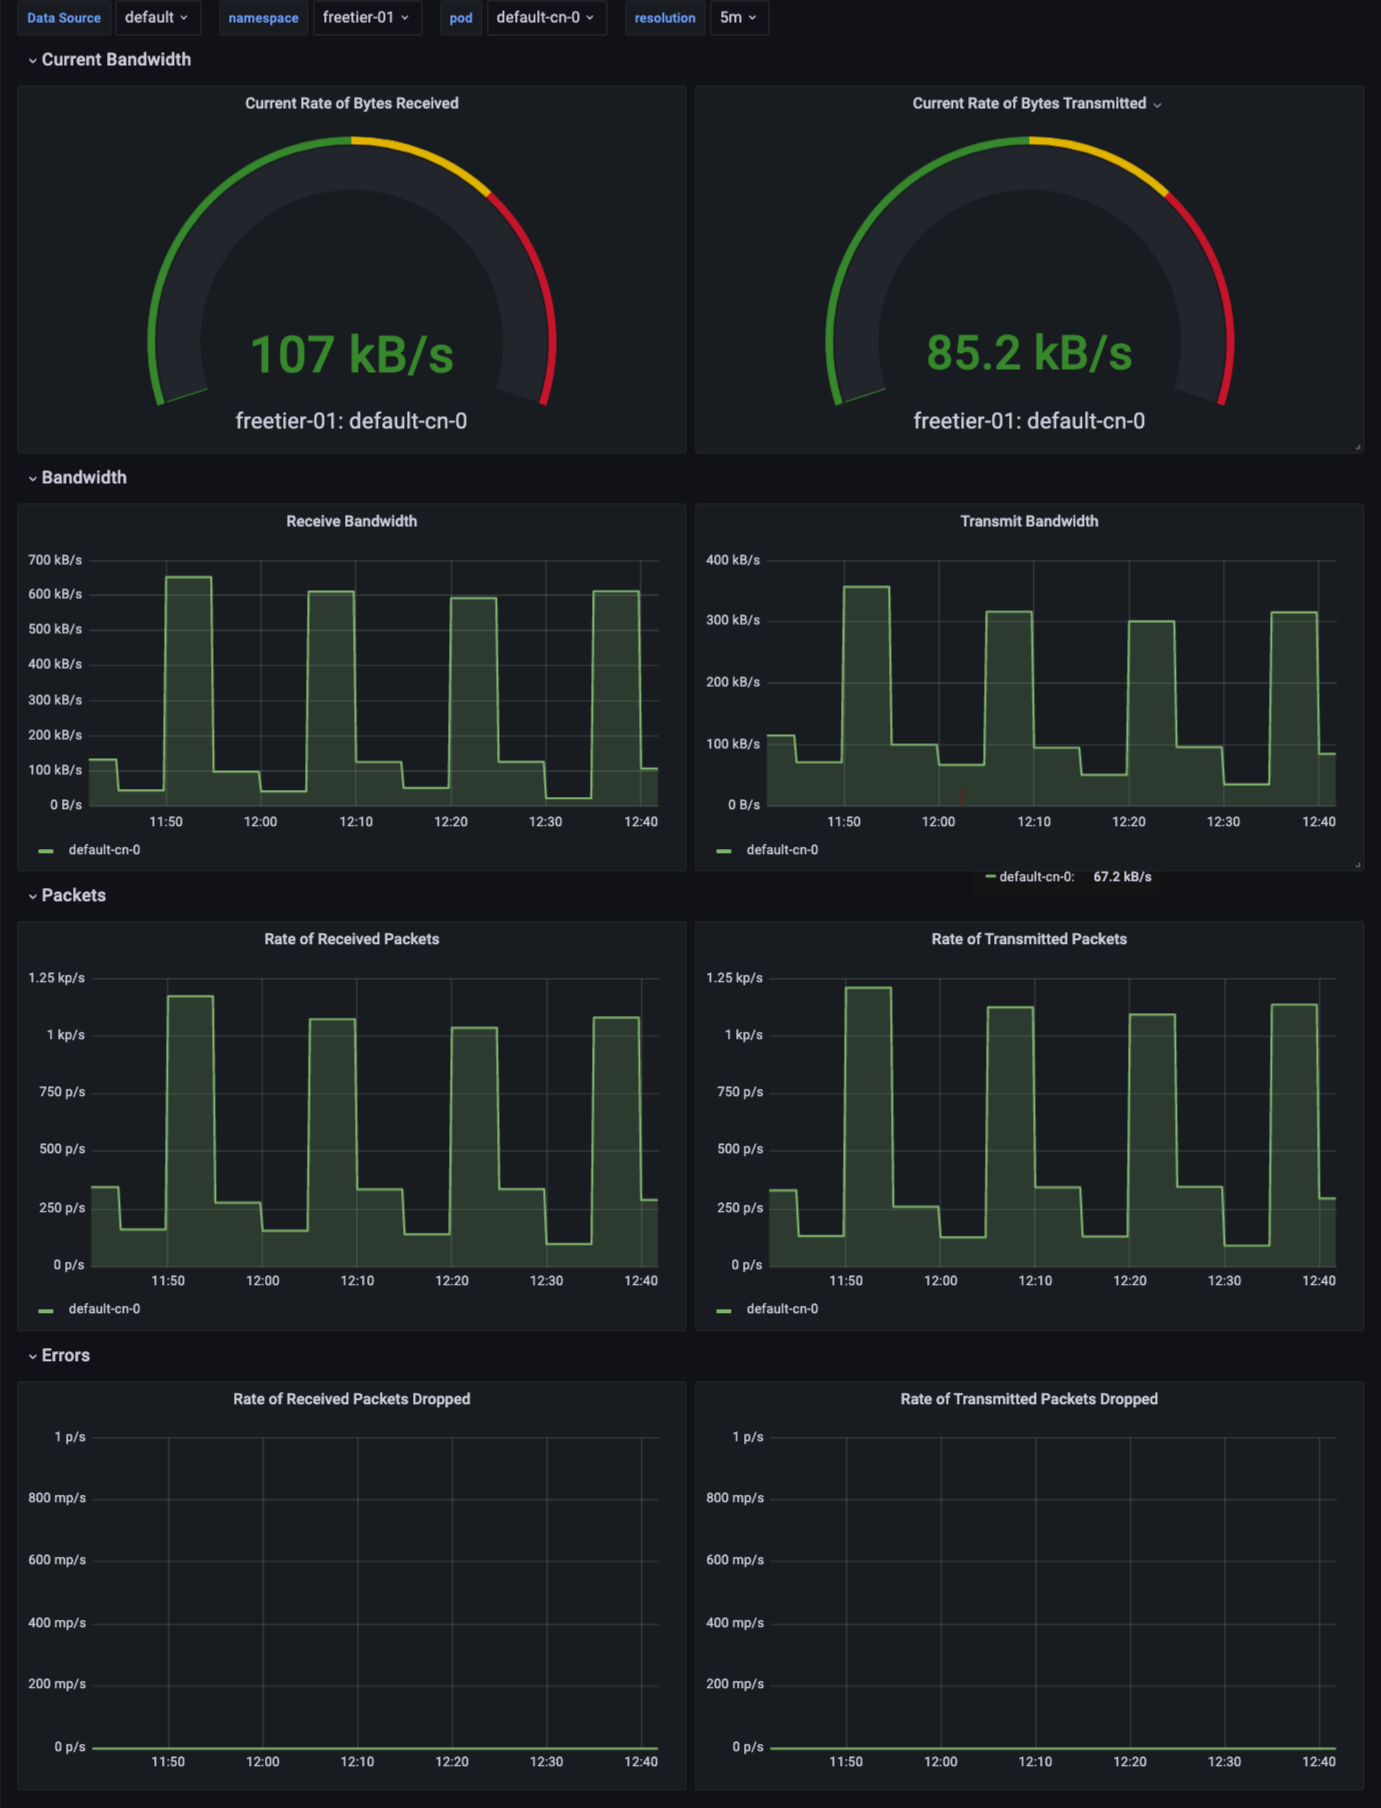 Data Source default namespace freetier-01 pod default-cn-0 resolution 5m
Current Bandwidth
Current Rate of Bytes Received
107 kB/s
freetier-01: default-cn-0
Current Rate of Bytes Transmitted
85.2 kB/s
freetier-01: default-cn-0
Bandwidth
Receive Bandwidth
700 kB/s
600 kB/s
500 kB/s
400 kB/s
300 kB/s
200 kB/s
100 kB/s
0 B/s
11:50 12:00 12:10 12:20 12:30 12:40
default-cn-0
Transmit Bandwidth
400 kB/s
300 kB/s
200 kB/s
100 kB/s
0 B/s
11:50 12:00 12:10 12:20 12:30 12:40
default-cn-0
default-cn-0: 67.2 kB/s
Packets
Rate of Received Packets
1.25 kp/s
1 kp/s
750 p/s
500 p/s
250 p/s
0 p/s
11:50 12:00 12:10 12:20 12:30 12:40
default-cn-0
Rate of Transmitted Packets
1.25 kp/s
1 kp/s
750 p/s
500 p/s
250 p/s
0 p/s
11:50 12:00 12:10 12:20 12:30 12:40
default-cn-0
Errors
Rate of Received Packets Dropped
1 p/s
800 mp/s
600 mp/s
400 mp/s
200 mp/s
0 p/s
11:50 12:00 12:10 12:20 12:30 12:40
Rate of Transmitted Packets Dropped
1 p/s
800 mp/s
600 mp/s
400 mp/s
200 mp/s
0 p/s
11:50 12:00 12:10 12:20 12:30 12:40